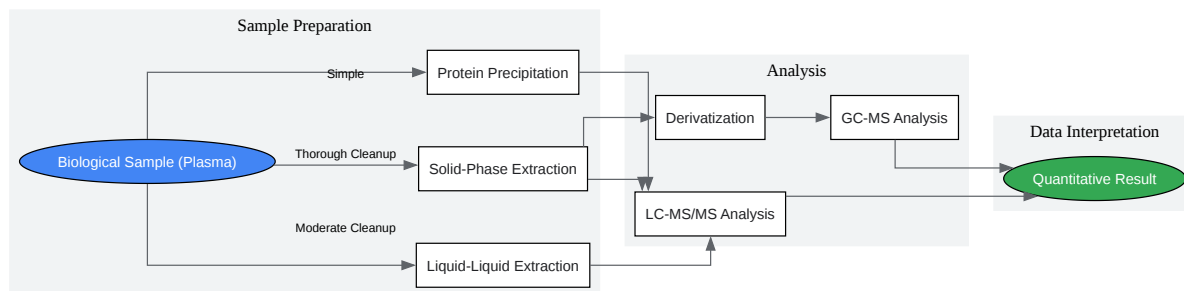 Sample Preparation
Simple
Protein Precipitation
Biological Sample (Plasma)
Thorough Cleanup
Solid-Phase Extraction
Moderate Cleanup
Liquid-Liquid Extraction
Analysis
Derivatization
GC-MS Analysis
LC-MS/MS Analysis
Data Interpretation
Quantitative Result